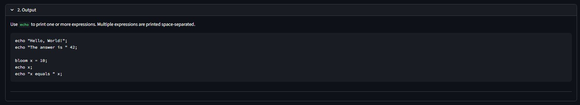 2. Output
Use echo to print one or more expressions. Multiple expressions are printed space-separated.
echo "Hello, World!";
echo "The answer is " 42;
bloom x = 10;
echo x;
echo "x equals " x;